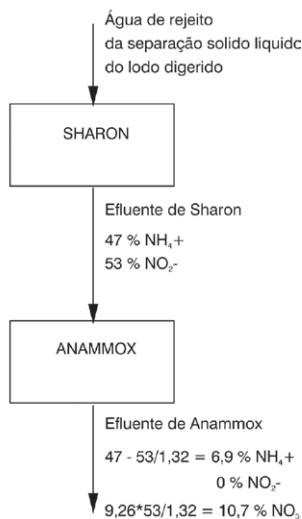 Água de rejeito
da separação solido liquido
do lodo digerido
SHARON
Efluente de Sharon
47 % NH₄+
53 % NO₂-
ANAMMOX
Efluente de Anammox
47 - 53/1,32 = 6,9 % NH₄+
0 % NO₂-
9,26*53/1,32 = 10,7 % NO₃